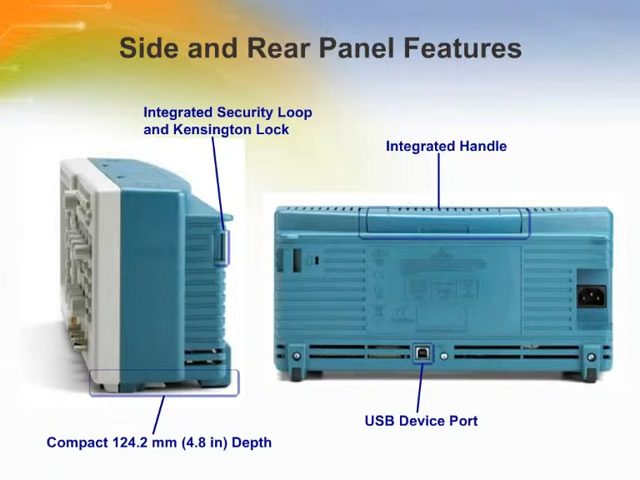 Side and Rear Panel Features
Integrated Security Loop
and Kensington Lock
Integrated Handle
USB Device Port
Compact 124.2 mm (4.8 in) Depth